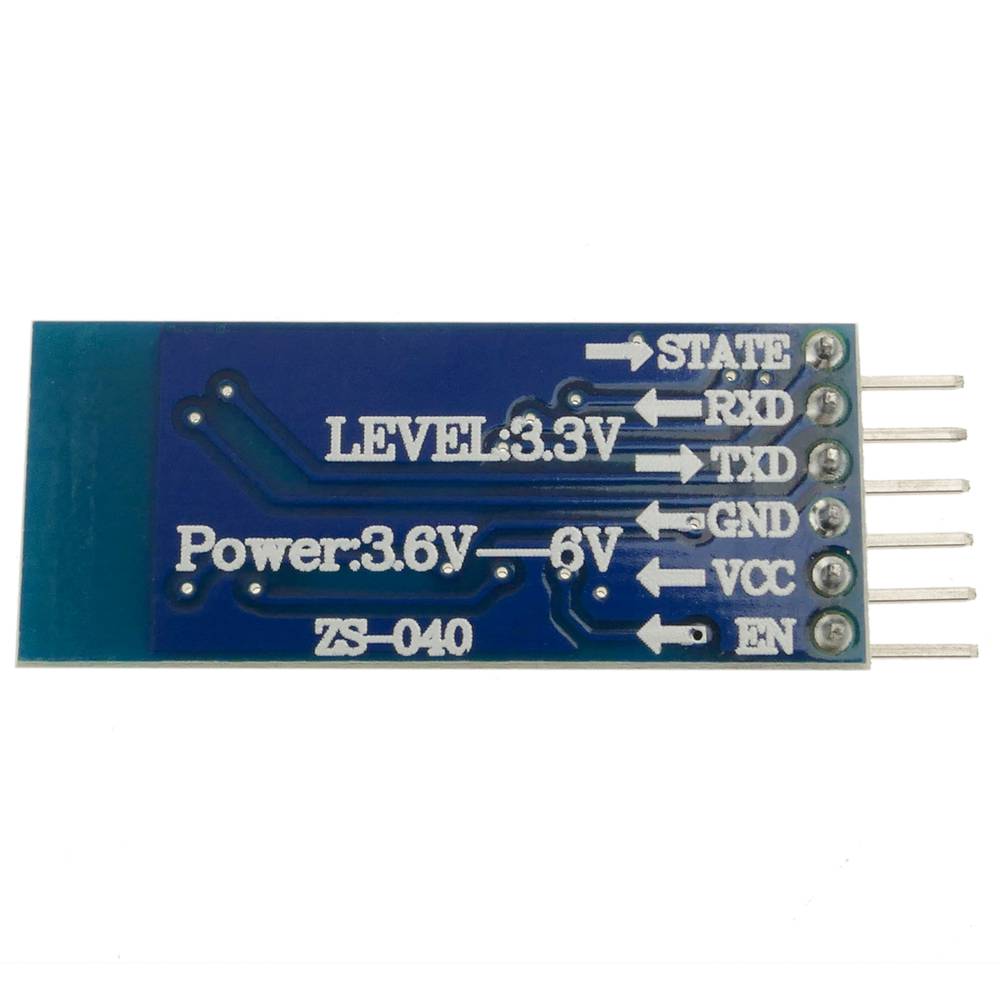 STATE
RXD
LEVEL:3.3V
TXD
GND
Power:3.6V—6V
VCC
ZS-040
EN